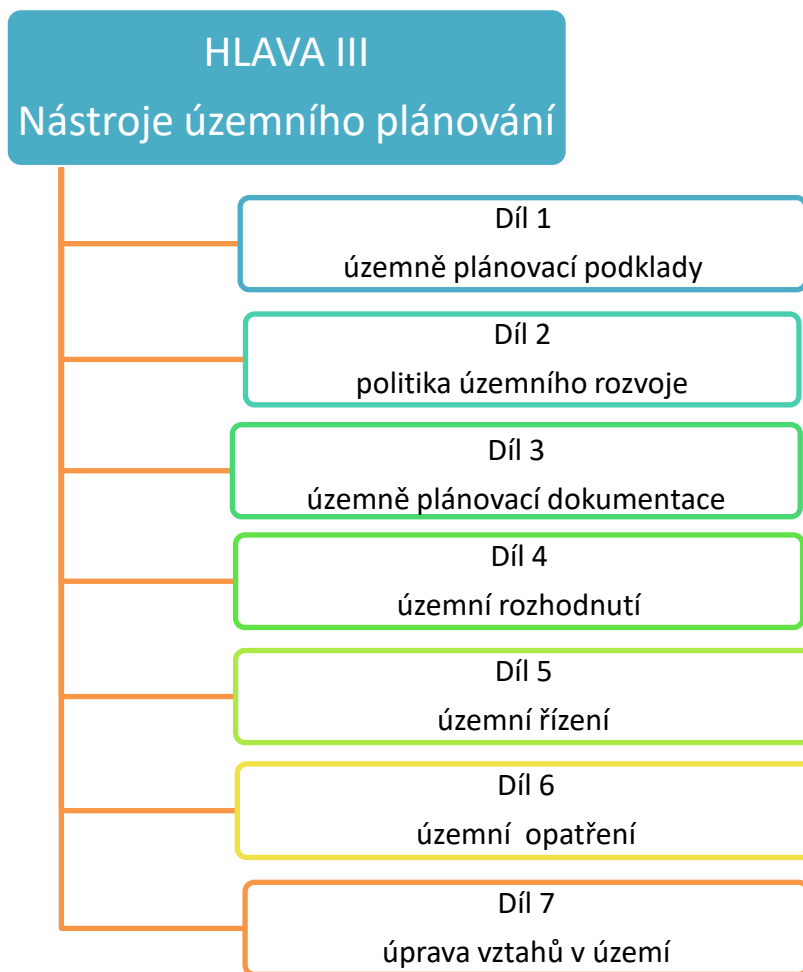 HLAVA III
Nástroje územního plánování
Díl 1
územně plánovací podklady
Díl 2
politika územního rozvoje
Díl 3
územně plánovací dokumentace
Díl 4
územní rozhodnutí
Díl 5
územní řízení
Díl 6
územní  opatření
Díl 7
úprava vztahů v území